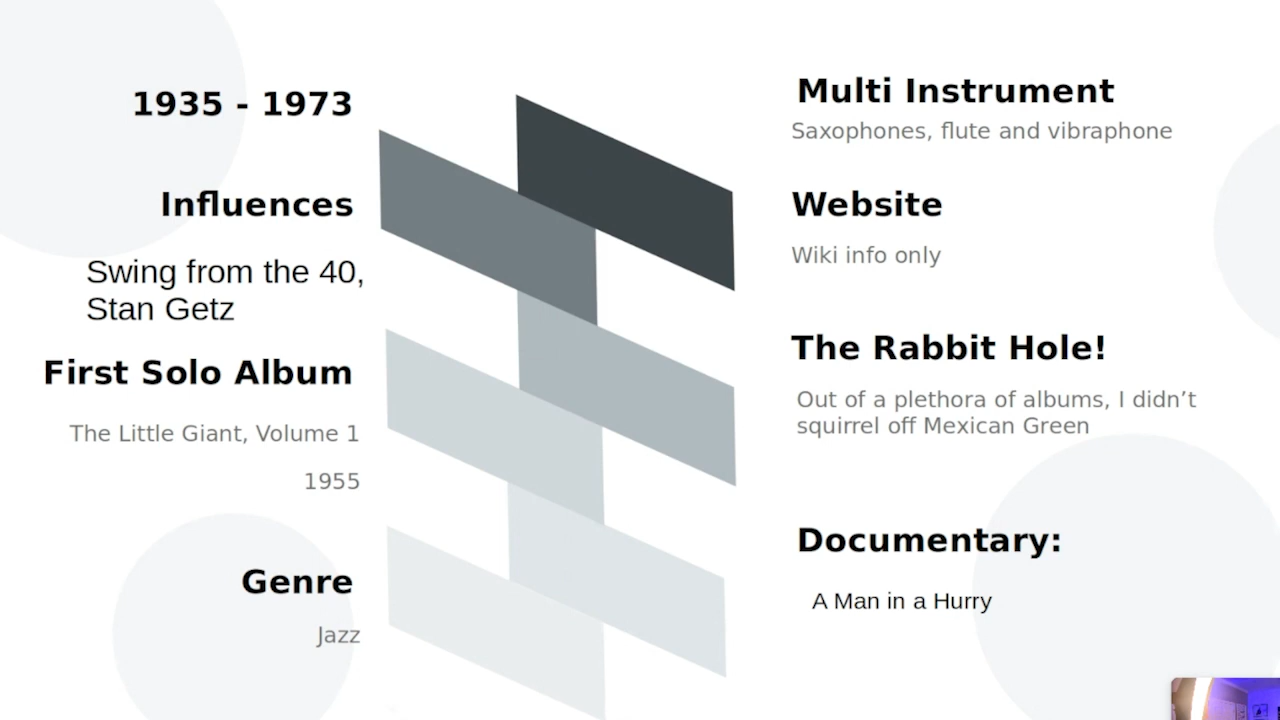 1935 - 1973
Influences
Swing from the 40,
Stan Getz
First Solo Album
The Little Giant, Volume 1
1955
Genre
Jazz
Multi Instrument
Saxophones, flute and vibraphone
Website
Wiki info only
The Rabbit Hole!
Out of a plethora of albums, I didn’t
squirrel off Mexican Green
Documentary:
A Man in a Hurry